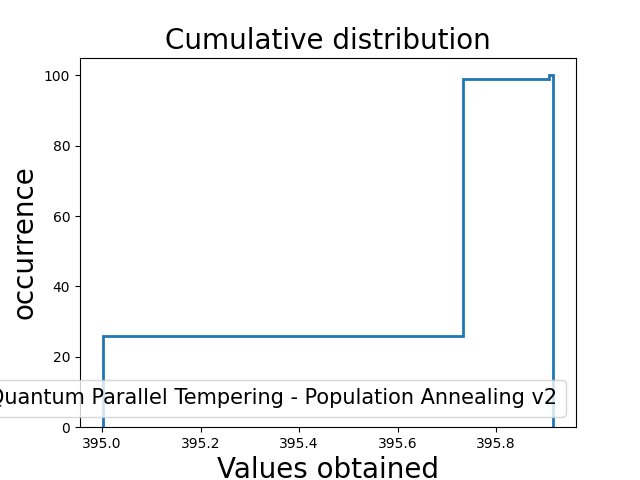 Cumulative distribution
occurrence
100
80
60
40
20
0
Parallel Tempering - Population Annealing v2
395.0 395.2 395.4 395.6 395.8
Values obtained